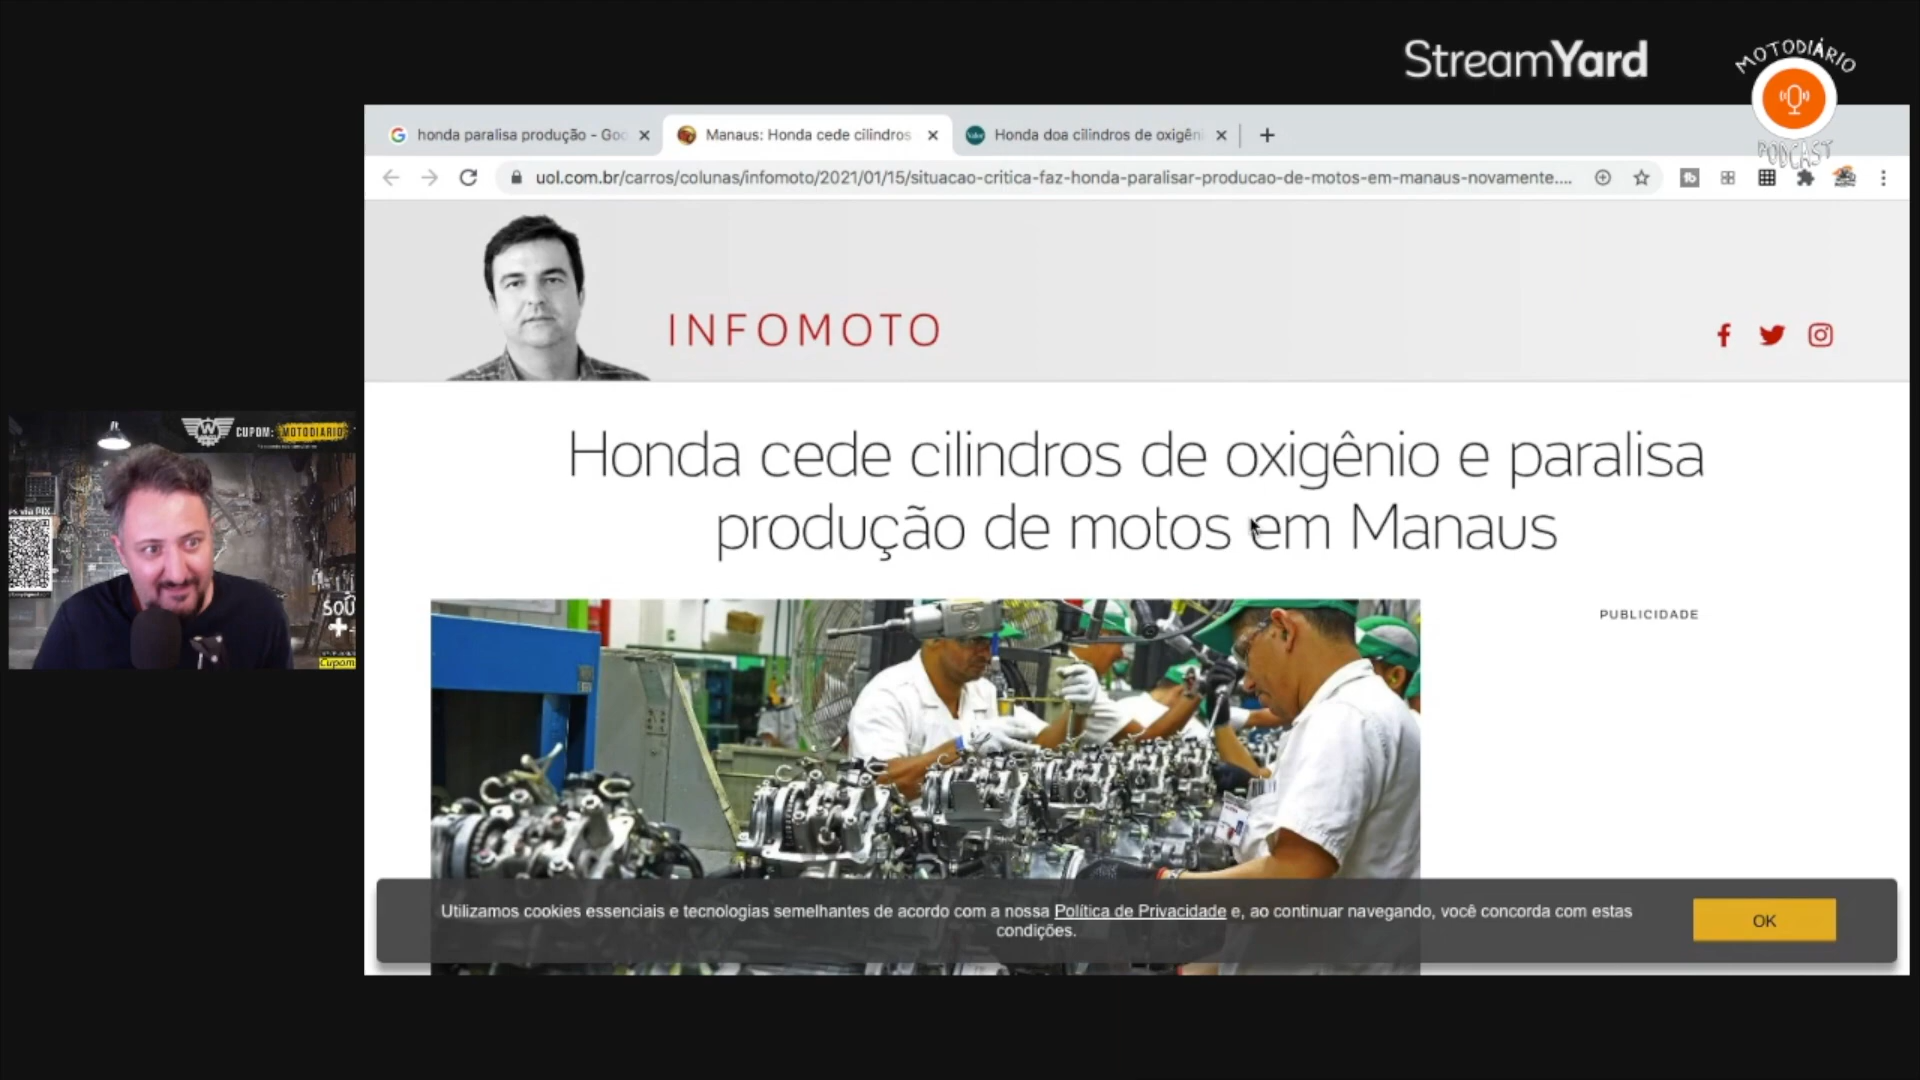 StreamYard
MOTODIÁRIO
PODCAST
honda paralisa produção - Goo
Manaus: Honda cede cilindros
Honda doa cilindros de oxigên
uol.com.br/carros/colunas/infomoto/2021/01/15/situacao-critica-faz-honda-paralisar-producao-de-motos-em-manaus-novamente....
INFOMOTO
Honda cede cilindros de oxigênio e paralisa
produção de motos em Manaus
CUPOM: MOTODIARIO
es via PIX
SOU
+
Cupom
PUBLICIDADE
Utilizamos cookies essenciais e tecnologias semelhantes de acordo com a nossa Política de Privacidade e, ao continuar navegando, você concorda com estas
condições.
OK